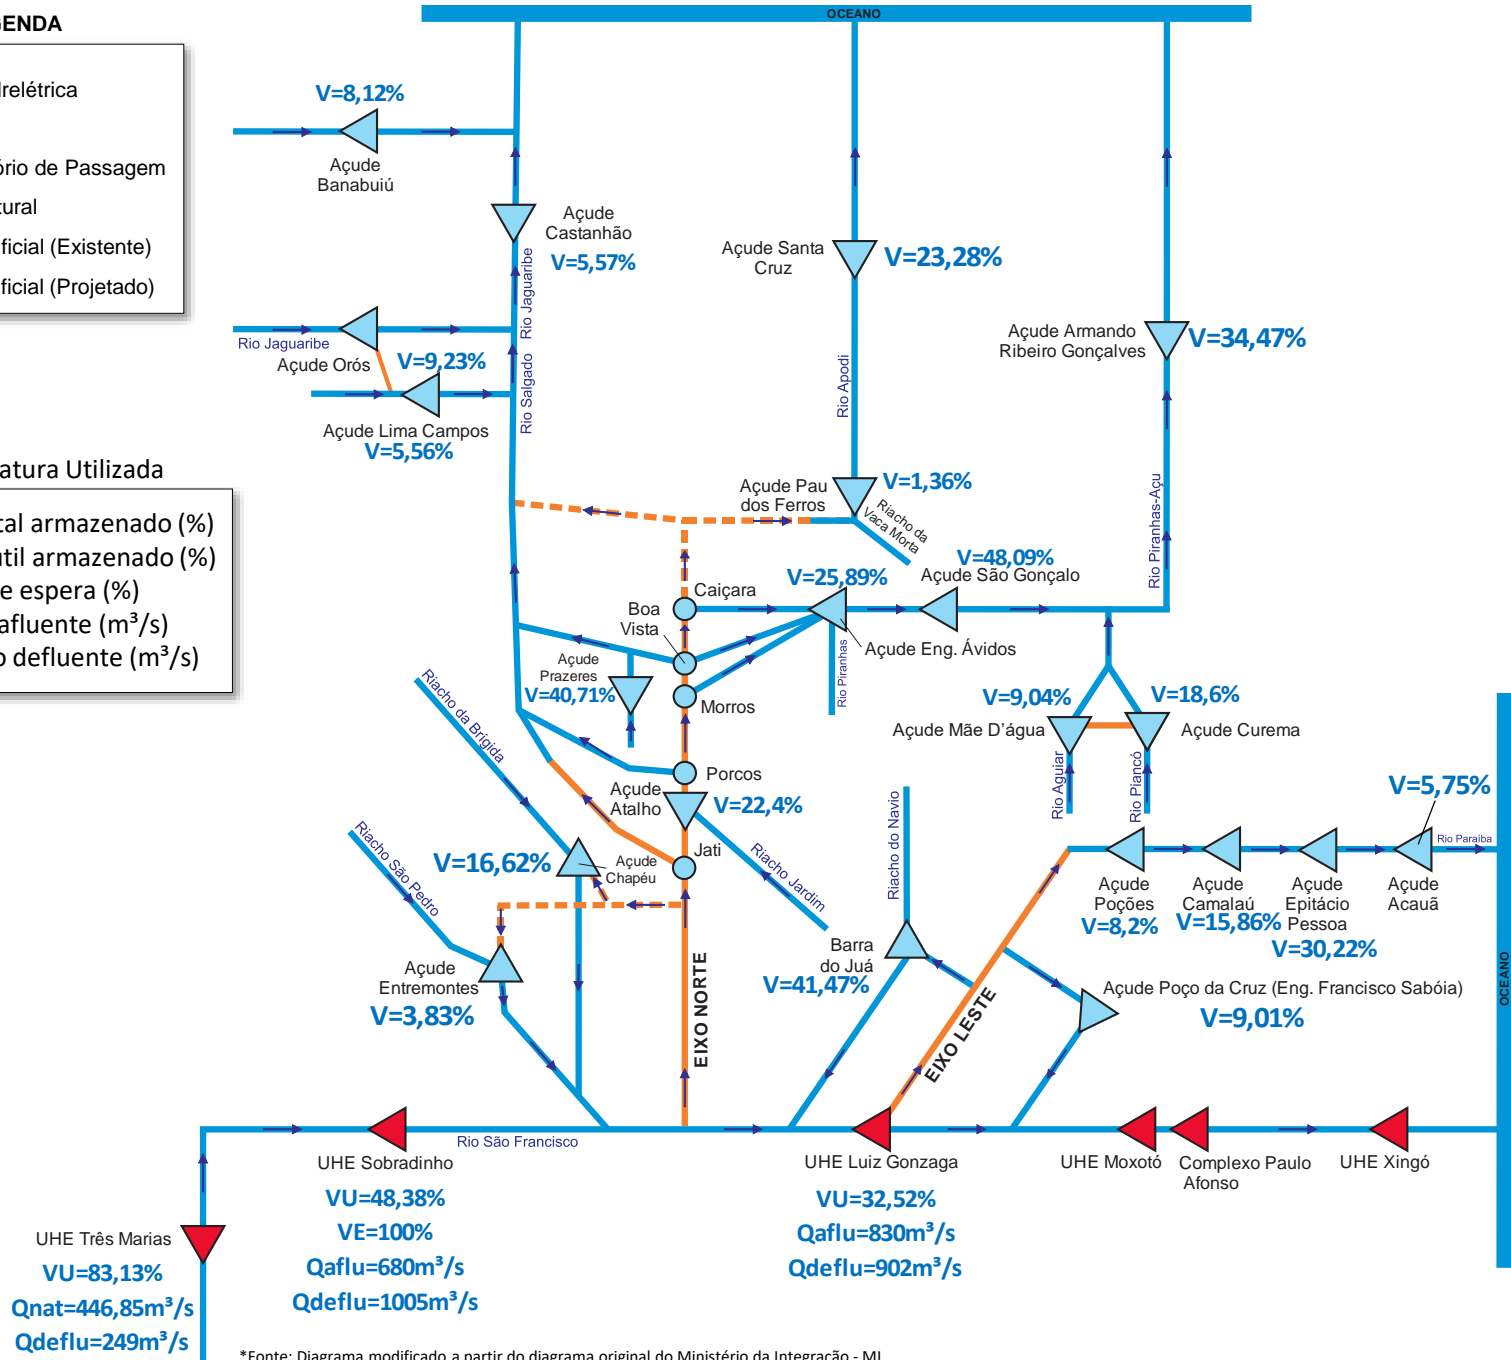 OCEANO
GENDA
V=8,12%
Açude
Banabuiú
ório de Passagem
Açude
Castanhão
V=5,57%
ficial (Existente)
ficial (Projetado)
Rio Jaguaribe
Açude Santa
Cruz
V=23,28%
Açude Armando
Ribeiro Gonçalves
V=34,47%
Rio Jaguaribe
Açude Orós
V=9,23%
Rio Salgado
Rio Apodi
Açude Lima Campos
V=5,56%
atura Utilizada
tal armazenado (%)
útil armazenado (%)
e espera (%)
afluente (m³/s)
o defluente (m³/s)
Açude Pau
dos Ferros
V=1,36%
Riacho da
Vaca Morta
Rio Piranhas-Açu
V=48,09%
Açude São Gonçalo
V=25,89%
Caiçara
Boa
Vista
Açude Eng. Ávidos
Rio Piranhas
Açude
Prazeres
V=40,71%
Morros
Riacho da Brigida
V=9,04%
Açude Mãe D'água
V=18,6%
Açude Curema
Rio Aguiar
Rio Piancó
Porcos
Açude
Atalho
V=22,4%
V=5,75%
Riacho do Navio
Rio Paraiba
Jati
Riacho São Pedro
V=16,62%
Açude
Chapéu
Riacho Jardim
Açude
Poções
V=8,2%
Açude
Camalaú
V=15,86%
Açude
Epitácio
Pessoa
V=30,22%
Açude
Acauã
Açude
Entremontes
V=3,83%
EIXO NORTE
Barra
do Juá
V=41,47%
EIXO LESTE
Açude Poço da Cruz (Eng. Francisco Sabóia)
V=9,01%
OCEANO
Rio São Francisco
UHE Sobradinho
VU=48,38%
VE=100%
Qaflu=680m³/s
Qdeflu=1005m³/s
UHE Luiz Gonzaga
VU=32,52%
Qaflu=830m³/s
Qdeflu=902m³/s
UHE Moxotó
Complexo Paulo
Afonso
UHE Xingó
UHE Três Marias
VU=83,13%
Qnat=446,85m³/s
Qdeflu=249m³/s
*Fonte: Diagrama modificado a partir do diagrama original do Ministério da Integração - MI